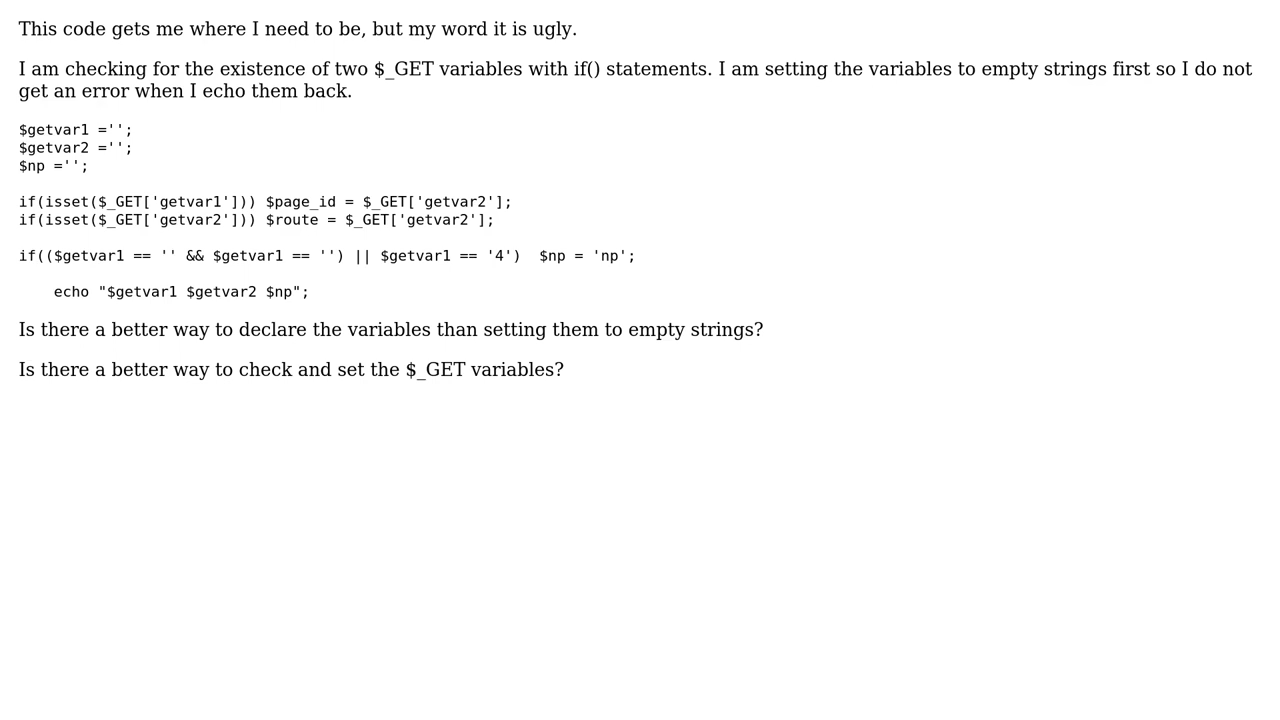 This code gets me where I need to be, but my word it is ugly.
I am checking for the existence of two $_GET variables with if() statements. I am setting the variables to empty strings first so I do not
get an error when I echo them back.
$getvar1 ='';
$getvar2 ='';
$np ='';
if(isset($_GET['getvar1'])) $page_id = $_GET['getvar2'];
if(isset($_GET['getvar2'])) $route = $_GET['getvar2'];
if(($getvar1 == '' && $getvar1 == '') || $getvar1 == '4')  $np = 'np';
    echo "$getvar1 $getvar2 $np";
Is there a better way to declare the variables than setting them to empty strings?
Is there a better way to check and set the $_GET variables?